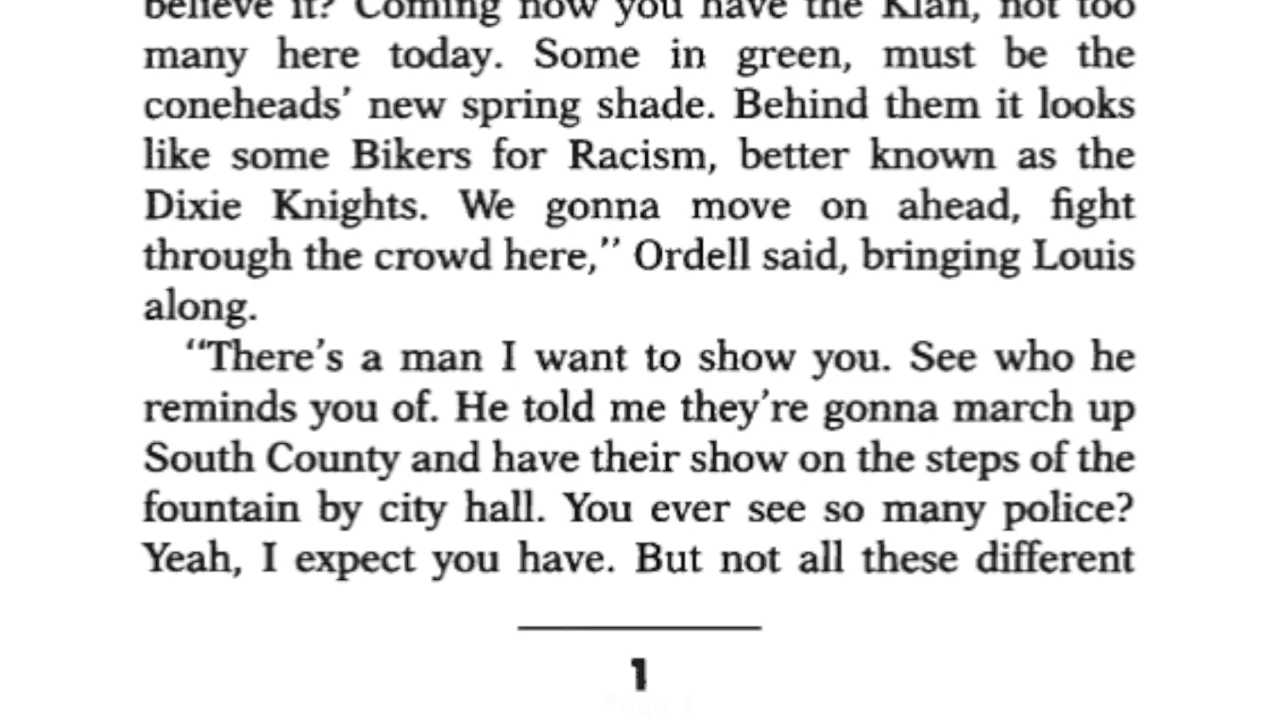 believe it? Coming now you have the Klan, not too
many here today. Some in green, must be the
coneheads’ new spring shade. Behind them it looks
like some Bikers for Racism, better known as the
Dixie Knights. We gonna move on ahead, fight
through the crowd here,” Ordell said, bringing Louis
along.
“There’s a man I want to show you. See who he
reminds you of. He told me they’re gonna march up
South County and have their show on the steps of the
fountain by city hall. You ever see so many police?
Yeah, I expect you have. But not all these different
1
Page 1